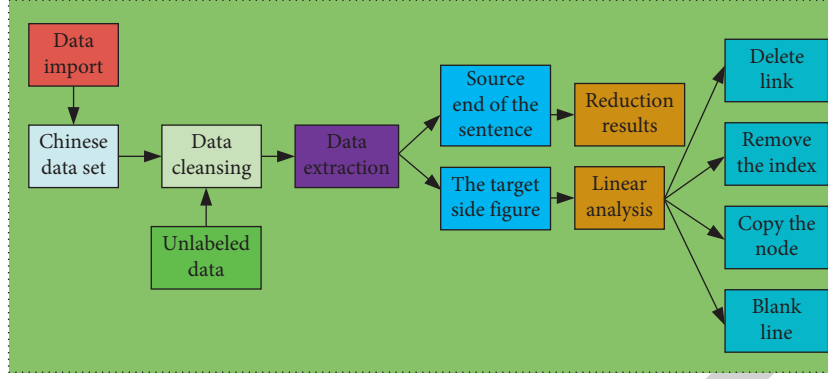 Data
import
Chinese
data set
Data
cleansing
Unlabeled
data
Data
extraction
Source
end of the
sentence
Reduction
results
The target
side figure
Linear
analysis
Delete
link
Remove
the index
Copy the
node
Blank
line